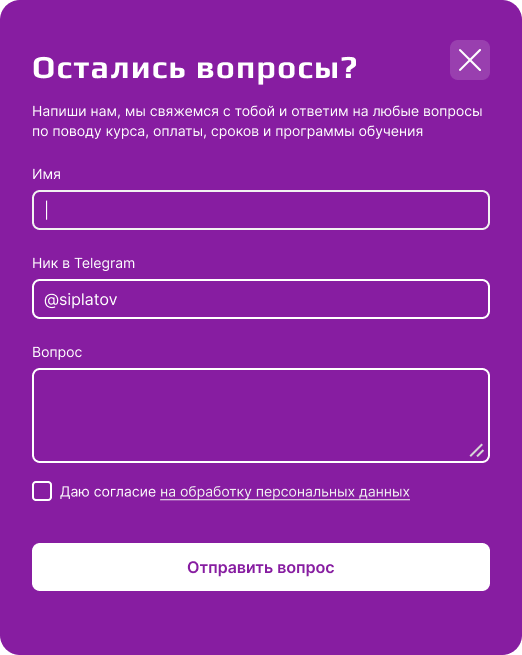 Остались вопросы?
Напиши нам, мы свяжемся с тобой и ответим на любые вопросы
по поводу курса, оплаты, сроков и программы обучения
Имя
Ник в Telegram
@siplatov
Вопрос
Даю согласие на обработку персональных данных
Отправить вопрос